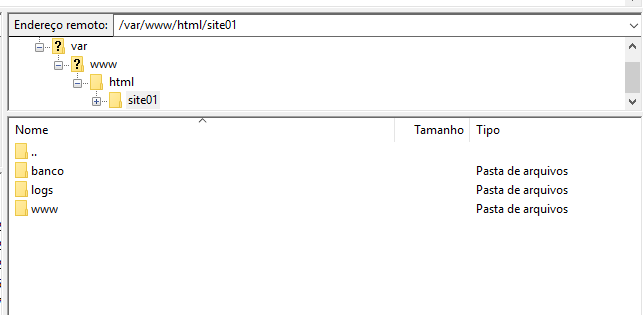 Endereço remoto: /var/www/html/site01
var
www
html
site01
Nome Tamanho Tipo
..
banco Pasta de arquivos
logs Pasta de arquivos
www Pasta de arquivos